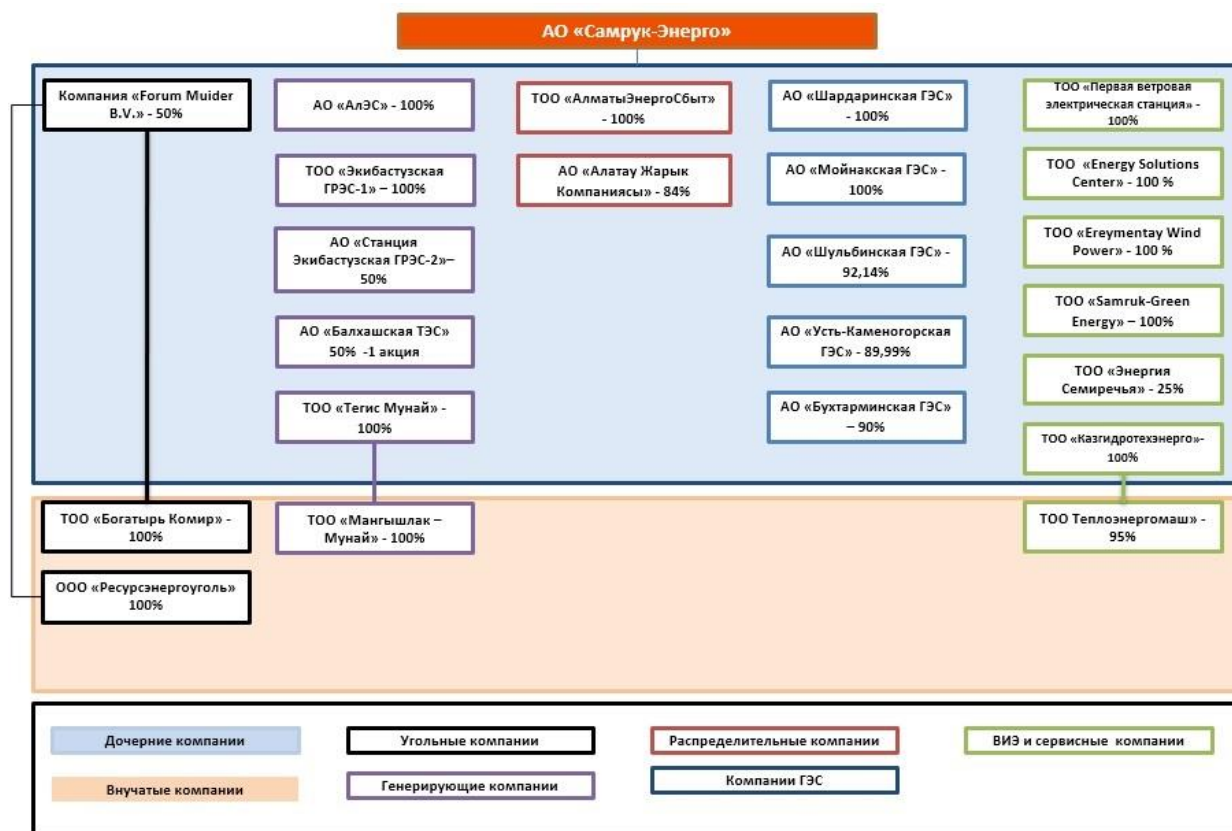 АО «Самрук-Энерго»
Компания «Forum Muider
B.V.» - 50%
АО «АлЭС» - 100%
ТОО «Экибастузская
ГРЭС-1» – 100%
АО «Станция
Экибастузская ГРЭС-2»–
50%
АО «Балхашская ТЭС»
50% -1 акция
ТОО «Тегис Мунай» -
100%
ТОО «АлматыЭнергоСбыт»
- 100%
АО «Алатау Жарык
Компаниясы» - 84%
АО «Шардаринская ГЭС»
- 100%
АО «Мойнакская ГЭС» -
100%
АО «Шульбинская ГЭС» -
92,14%
АО «Усть-Каменогорская
ГЭС» - 89,99%
АО «Бухтарминская ГЭС»
– 90%
ТОО «Первая ветровая
электрическая станция» -
100%
ТОО «Energy Solutions
Center» - 100 %
ТОО «Ereymentay Wind
Power» - 100 %
ТОО «Samruk-Green
Energy» – 100%
ТОО «Энергия
Семиречья» - 25%
ТОО «Казгидротехэнерго»-
100%
ТОО «Богатырь Комир» -
100%
ООО «Ресурсэнергоуголь»
100%
ТОО «Мангышлак –
Мунай» - 100%
ТОО Теплоэнергомаш» -
95%
Дочерние компании
Угольные компании
Распределительные компании
ВИЭ и сервисные компании
Внучатые компании
Генерирующие компании
Компании ГЭС